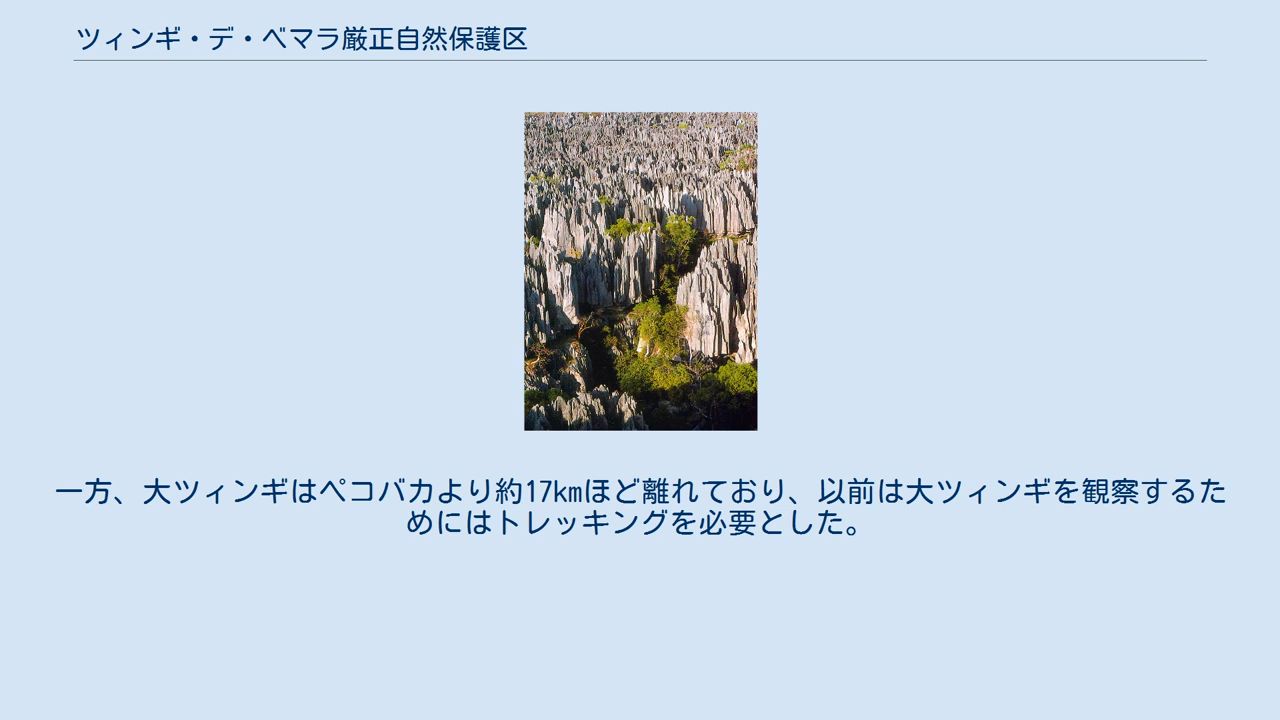 ツィンギ・デ・ベマラ厳正自然保護区
一方、大ツィンギはペコバカより約17kmほど離れており、以前は大ツィンギを観察するた
めにはトレッキングを必要とした。